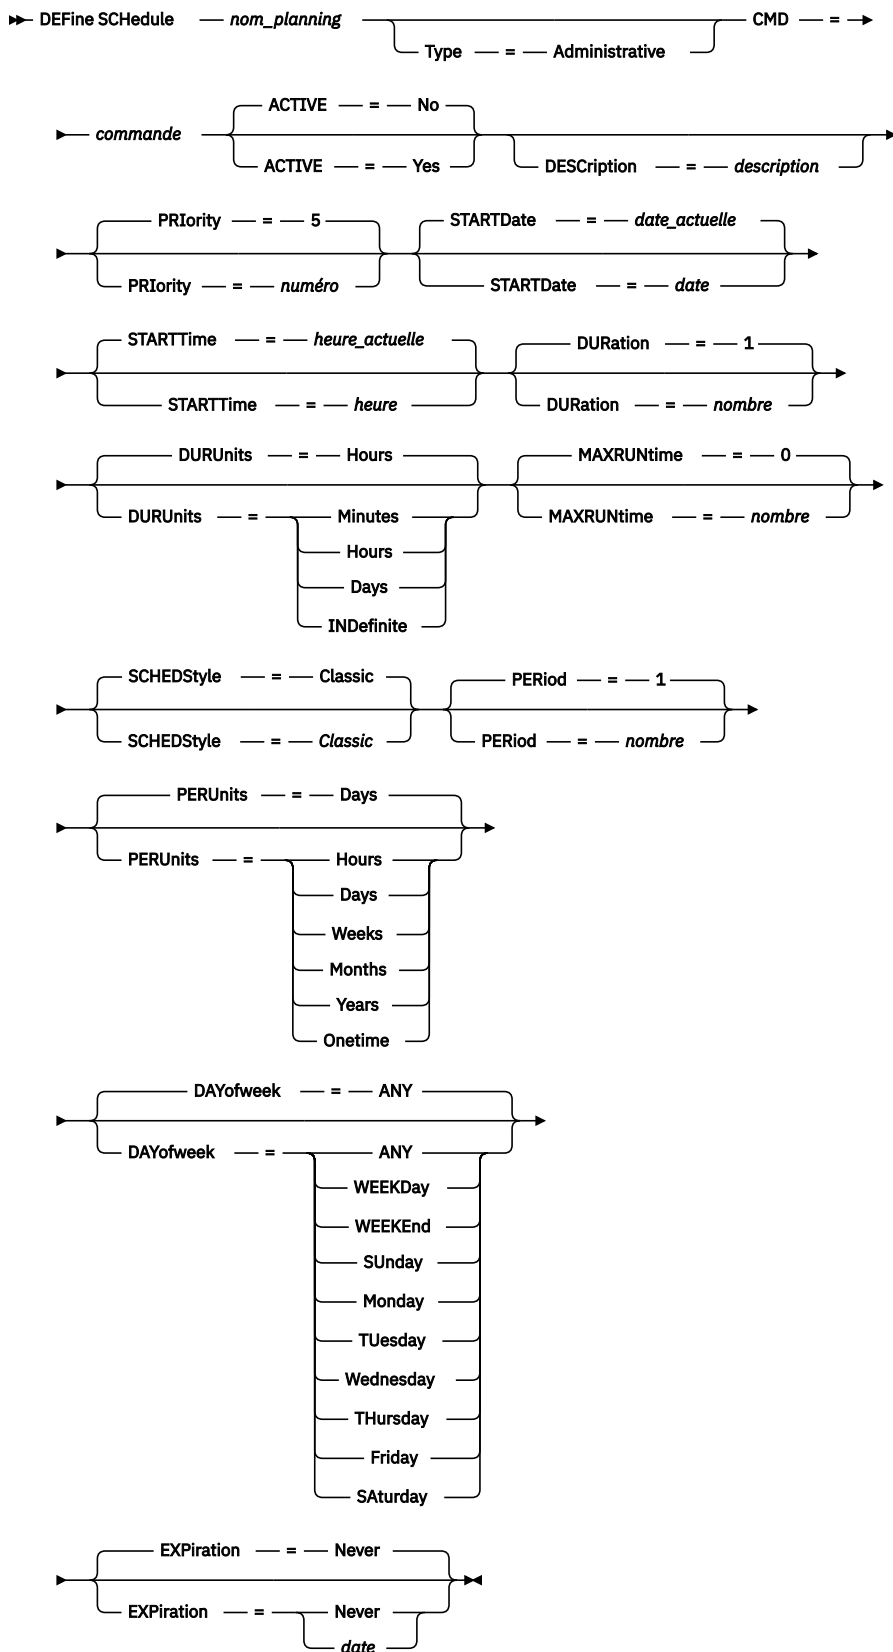 DEFine SCHedule nom_planning CMD =
Type = Administrative
ACTIVE = No
commande
ACTIVE = Yes DESCription = description
PRIority = 5 STARTDate = date_actuelle
PRIority = numéro STARTDate = date
STARTTime = heure_actuelle DURation = 1
STARTTime = heure DURation = nombre
DURUnits = Hours MAXRUNtime = 0
DURUnits = Minutes MAXRUNtime = nombre
Hours
Days
INDefinite
SCHEDStyle = Classic PERiod = 1
SCHEDStyle = Classic PERiod = nombre
PERUnits = Days
PERUnits = Hours
Days
Weeks
Months
Years
Onetime
DAYofweek = ANY
DAYofweek = ANY
WEEKDay
WEEKEnd
SUnday
Monday
TUesday
Wednesday
THursday
Friday
SAturday
EXPiration = Never
EXPiration = Never
date